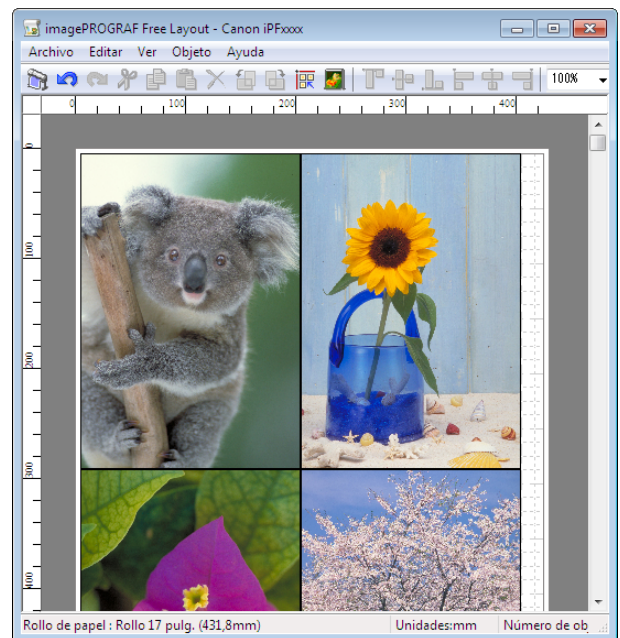 imagePROGRAF Free Layout - Canon iPFxxxx
Archivo Editar Ver Objeto Ayuda
100%
0 100 200 300 400
0
100
200
300
400
Rollo de papel : Rollo 17 pulg. (431,8mm) Unidades:mm Número de ob